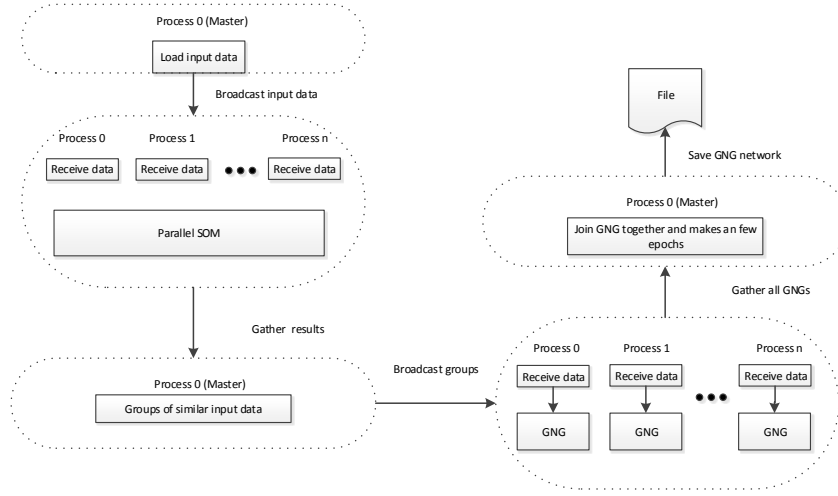 Process 0 (Master)
Load input data
Broadcast input data
Process 0
Process 1
Process n
Receive data
Receive data
Receive data
Parallel SOM
Gather results
Process 0 (Master)
Groups of similar input data
Broadcast groups
Process 0
Process 1
Process n
Receive data
Receive data
Receive data
GNG
GNG
GNG
Gather all GNGs
Process 0 (Master)
Join GNG together and makes an few
epochs
Save GNG network
File